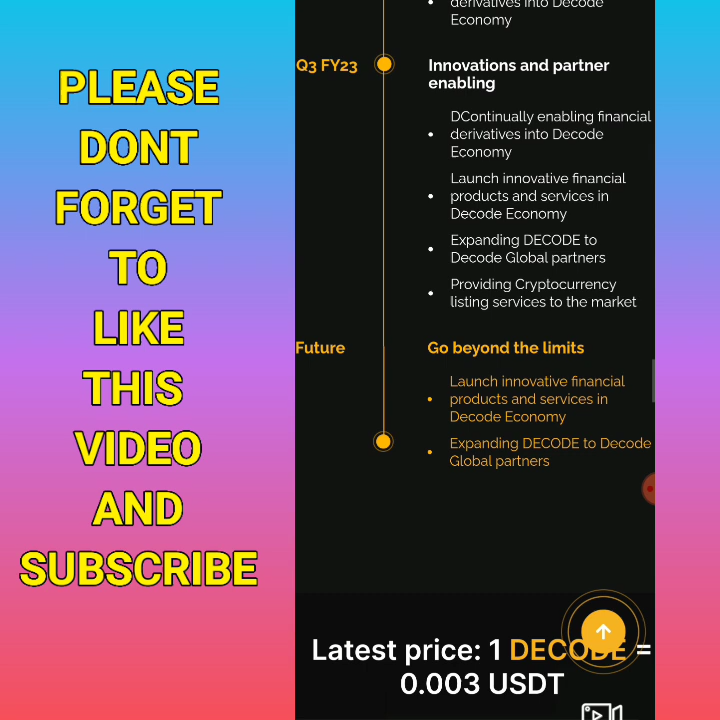 PLEASE
DONT
FORGET
TO
LIKE
THIS
VIDEO
AND
SUBSCRIBE
derivatives into Decode
Economy
Q3 FY23
Innovations and partner
enabling
DContinually enabling financial
derivatives into Decode
Economy
Launch innovative financial
products and services in
Decode Economy
Expanding DECODE to
Decode Global partners
Providing Cryptocurrency
listing services to the market
Future
Go beyond the limits
Launch innovative financial
products and services in
Decode Economy
Expanding DECODE to Decode
Global partners
Latest price: 1 DECODE =
0.003 USDT